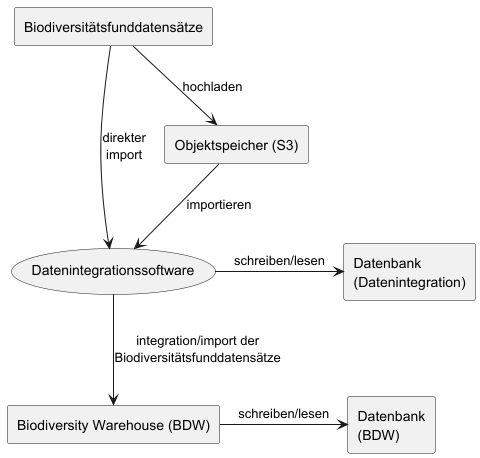 Biodiversitätsfunddatensätze
hochladen
direkter
import
Objektspeicher (S3)
importieren
Datenintegrationssoftware
schreiben/lesen
Datenbank
(Datenintegration)
integration/import der
Biodiversitätsfunddatensätze
Biodiversity Warehouse (BDW)
schreiben/lesen
Datenbank
(BDW)